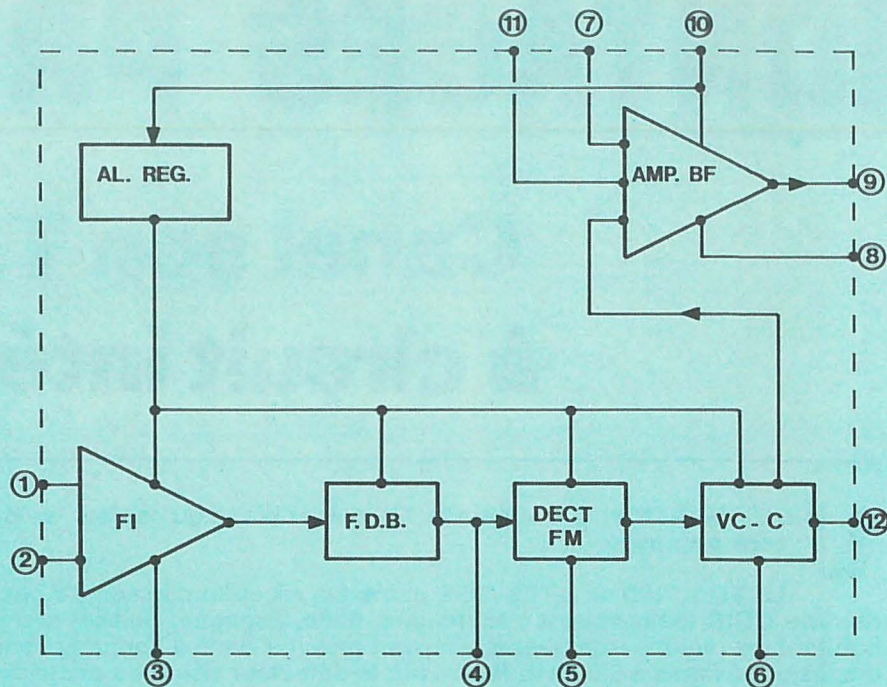 11 7 10
AL. REG.
AMP. BF
9
8
1
FI
F.D.B.
DECT
FM
VC - C
12
2
3 4 5 6